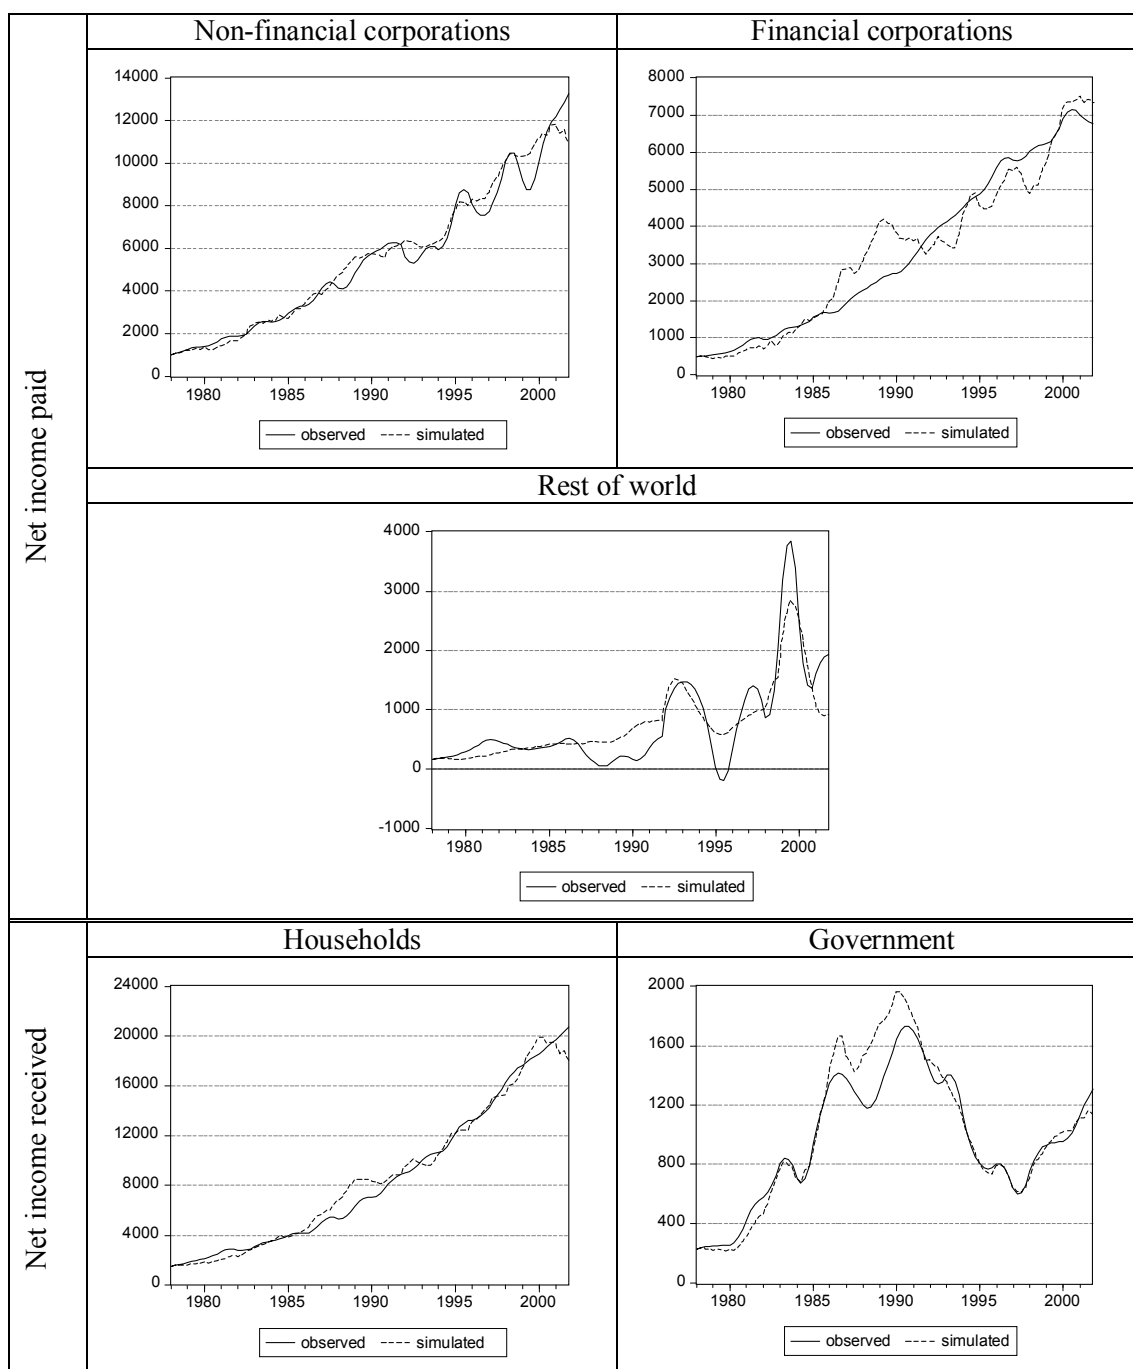 Net income paid
Non-financial corporations
14000
12000
10000
8000
6000
4000
2000
0
1980 1985 1990 1995 2000
observed simulated
Financial corporations
8000
7000
6000
5000
4000
3000
2000
1000
0
1980 1985 1990 1995 2000
observed simulated
Rest of world
4000
3000
2000
1000
0
-1000
1980 1985 1990 1995 2000
observed simulated
Net income received
Households
24000
20000
16000
12000
8000
4000
0
1980 1985 1990 1995 2000
observed simulated
Government
2000
1600
1200
800
400
0
1980 1985 1990 1995 2000
observed simulated